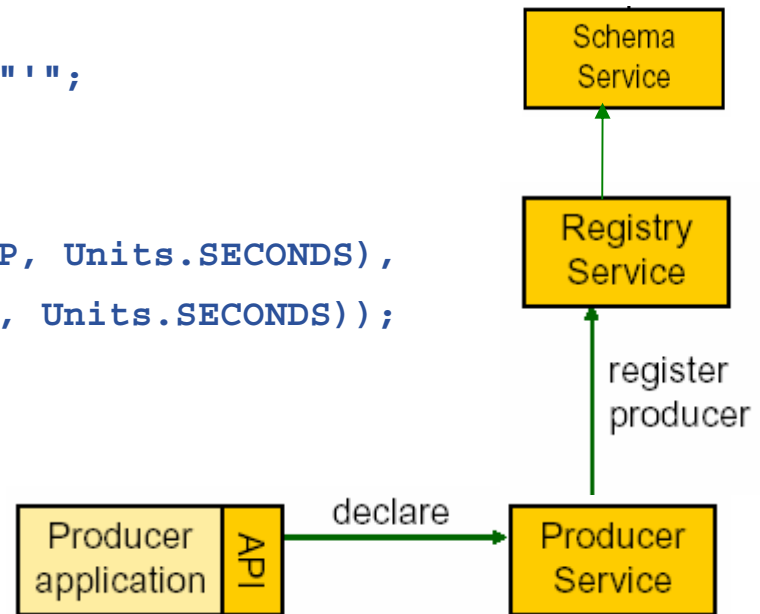 "'";
P, Units.SECONDS),
, Units.SECONDS));
Schema
Service
Registry
Service
register
producer
declare
Producer
application
API
Producer
Service